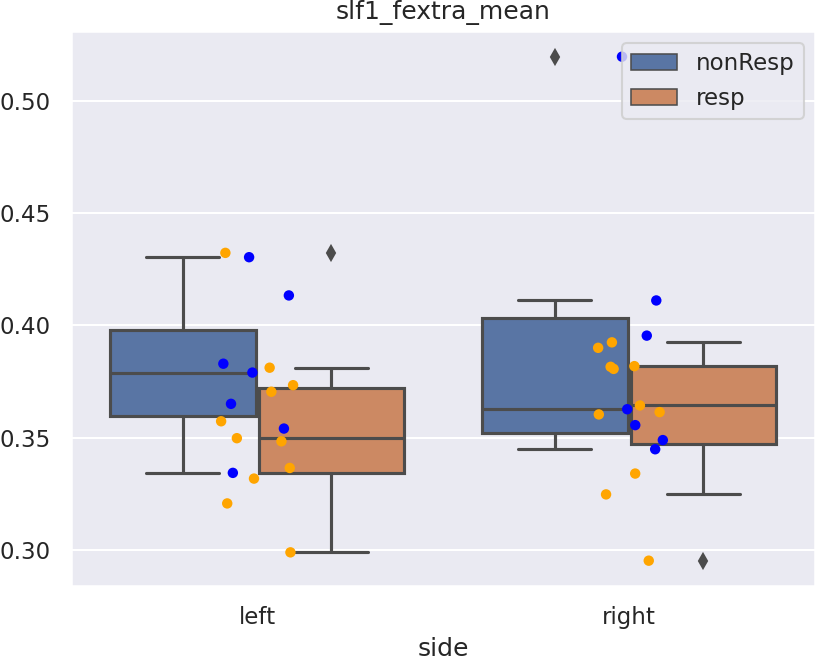 slf1_fextra_mean
nonResp
resp
0.50
0.45
0.40
0.35
0.30
left
right
side